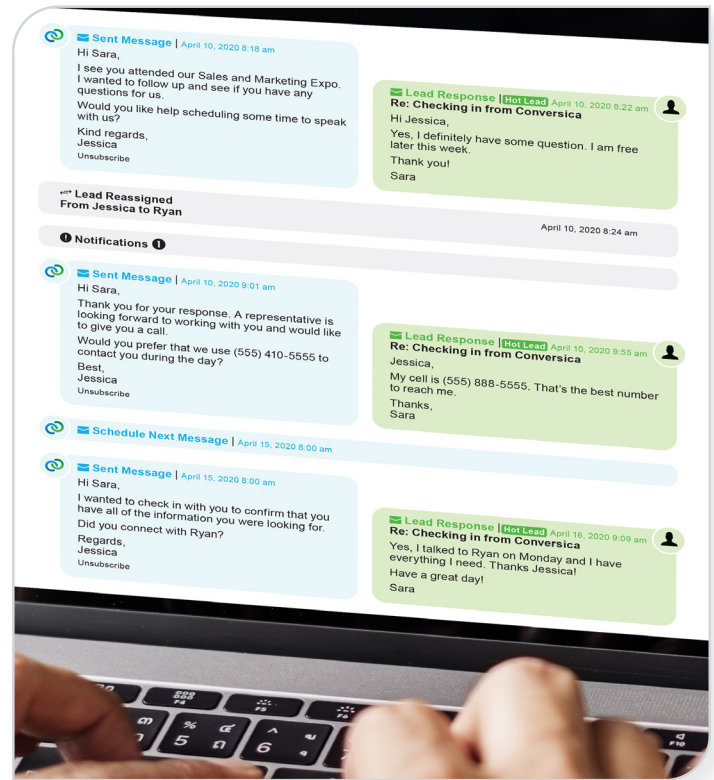 Sent Message | April 10, 2020 8:18 am
Hi Sara,
I see you attended our Sales and Marketing Expo.
I wanted to follow up and see if you have any
questions for us.
Would you like help scheduling some time to speak
with us?
Kind regards,
Jessica
Unsubscribe
Lead Response | Hot Lead April 10, 2020 8:22 am
Re: Checking in from Conversica
Hi Jessica,
Yes, I definitely have some question. I am free
later this week.
Thank you!
Sara
Lead Reassigned
From Jessica to Ryan
April 10, 2020 8:24 am
Notifications 1
Sent Message | April 10, 2020 9:01 am
Hi Sara,
Thank you for your response. A representative is
looking forward to working with you and would like
to give you a call.
Would you prefer that we use (555) 410-5555 to
contact you during the day?
Best,
Jessica
Unsubscribe
Lead Response | Hot Lead April 10, 2020 9:55 am
Re: Checking in from Conversica
Jessica,
My cell is (555) 888-5555. That's the best number
to reach me.
Thanks,
Sara
Schedule Next Message | April 15, 2020 8:00 am
Sent Message | April 15, 2020 8:00 am
Hi Sara,
I wanted to check in with you to confirm that you
have all of the information you were looking for.
Did you connect with Ryan?
Regards,
Jessica
Unsubscribe
Lead Response | Hot Lead April 16, 2020 9:09 am
Re: Checking in from Conversica
Yes, I talked to Ryan on Monday and I have
everything I need. Thanks Jessica!
Have a great day!
Sara
F4
F5
F6
F10
%
5
^
6